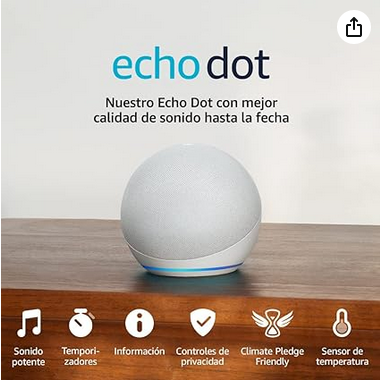 echo dot
Nuestro Echo Dot con mejor
calidad de sonido hasta la fecha
Sonido
potente
Tempori-
zadores
Información
Controles de
privacidad
Climate Pledge
Friendly
Sensor de
temperatura